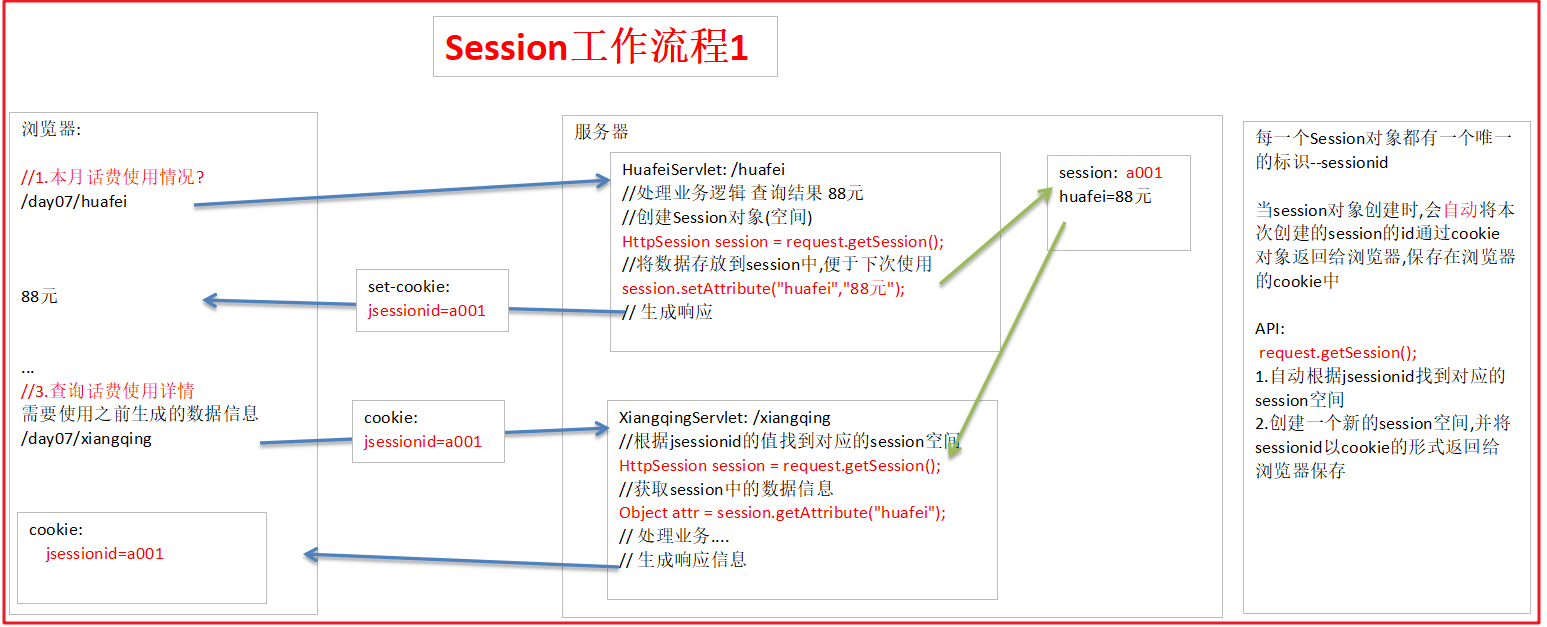 Session工作流程1
浏览器:
//1.本月话费使用情况?
/day07/huafei
88元
...
//3.查询话费使用详情
需要使用之前生成的数据信息
/day07/xiangqing
cookie:
jsessionid=a001
set-cookie:
jsessionid=a001
cookie:
jsessionid=a001
服务器
HuafeiServlet: /huafei
//处理业务逻辑 查询结果 88元
//创建Session对象(空间)
HttpSession session = request.getSession();
//将数据存放到session中,便于下次使用
session.setAttribute("huafei","88元");
// 生成响应
session: a001
huafei=88元
XiangqingServlet: /xiangqing
//根据jsessionid的值找到对应的session空间
HttpSession session = request.getSession();
//获取session中的数据信息
Object attr = session.getAttribute("huafei");
// 处理业务....
// 生成响应信息
每一个Session对象都有一个唯一
的标识--sessionid
当session对象创建时,会自动将本
次创建的session的id通过cookie
对象返回给浏览器,保存在浏览器
的cookie中
API:
request.getSession();
1.自动根据jsessionid找到对应的
session空间
2.创建一个新的session空间,并将
sessionid以cookie的形式返回给
浏览器保存